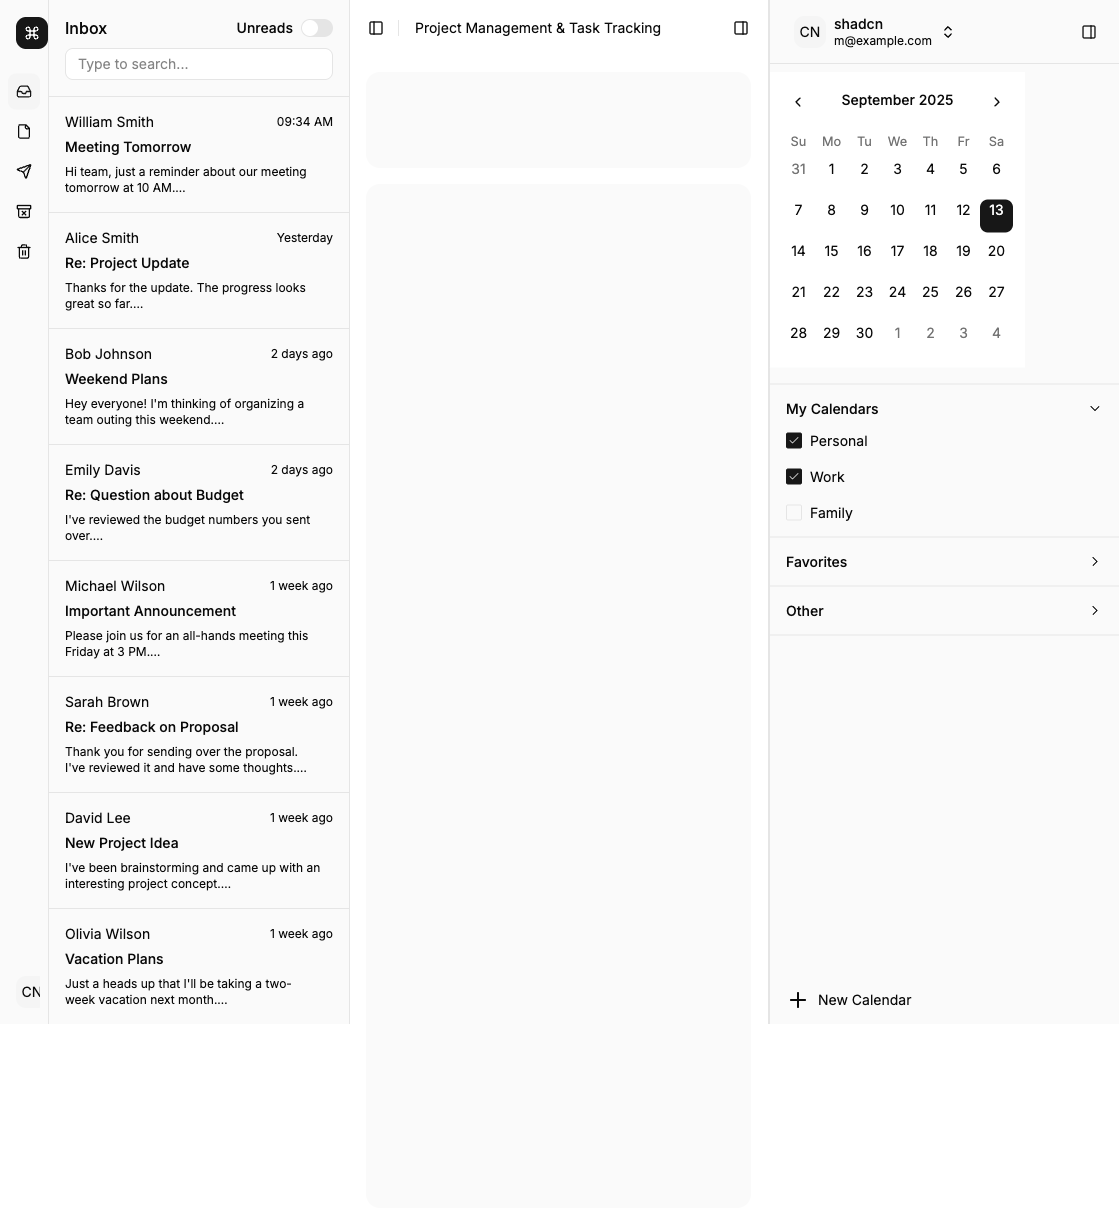 Inbox
Unreads
Type to search...
William Smith
09:34 AM
Meeting Tomorrow
Hi team, just a reminder about our meeting
tomorrow at 10 AM....
Alice Smith
Yesterday
Re: Project Update
Thanks for the update. The progress looks
great so far....
Bob Johnson
2 days ago
Weekend Plans
Hey everyone! I'm thinking of organizing a
team outing this weekend....
Emily Davis
2 days ago
Re: Question about Budget
I've reviewed the budget numbers you sent
over....
Michael Wilson
1 week ago
Important Announcement
Please join us for an all-hands meeting this
Friday at 3 PM....
Sarah Brown
1 week ago
Re: Feedback on Proposal
Thank you for sending over the proposal.
I've reviewed it and have some thoughts....
David Lee
1 week ago
New Project Idea
I've been brainstorming and came up with an
interesting project concept....
Olivia Wilson
1 week ago
Vacation Plans
Just a heads up that I'll be taking a two-
week vacation next month....
CN
Project Management & Task Tracking
CN
shadcn
m@example.com
September 2025
Su Mo Tu We Th Fr Sa
31 1 2 3 4 5 6
7 8 9 10 11 12 13
14 15 16 17 18 19 20
21 22 23 24 25 26 27
28 29 30 1 2 3 4
My Calendars
Personal
Work
Family
Favorites
Other
New Calendar